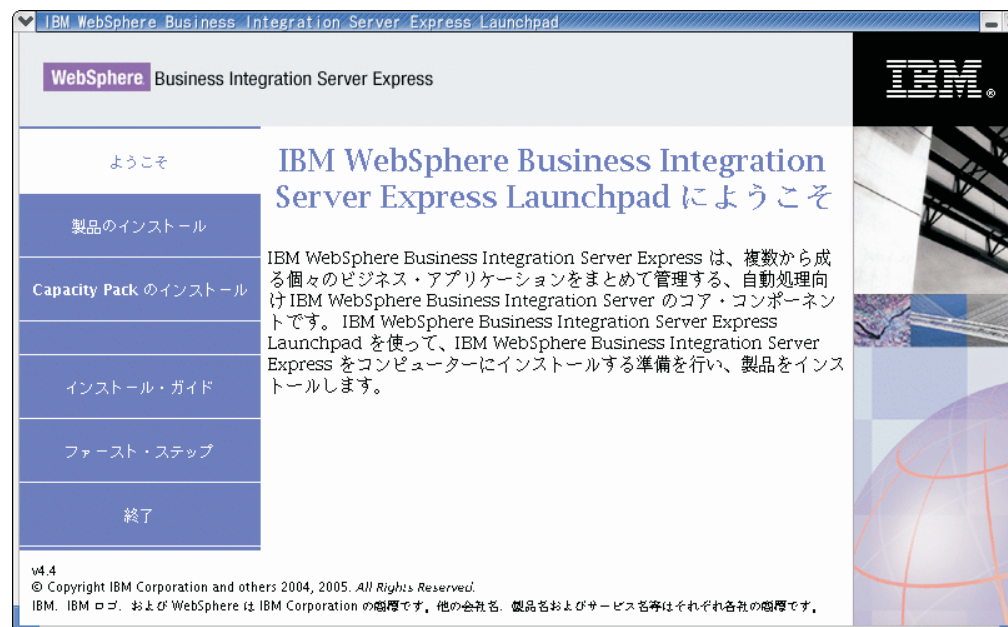 IBM WebSphere Business Integration Server Express Launchpad
WebSphere. Business Integration Server Express
IBM®
ようこそ
製品のインストール
Capacity Pack のインストール
インストール・ガイド
ファースト・ステップ
終了
IBM WebSphere Business Integration
Server Express Launchpad にようこそ
IBM WebSphere Business Integration Server Express は、複数から成
る個々のビジネス・アプリケーションをまとめて管理する、自動処理向
け IBM WebSphere Business Integration Server のコア・コンポーネン
トです。 IBM WebSphere Business Integration Server Express
Launchpad を使って、IBM WebSphere Business Integration Server
Express をコンピューターにインストールする準備を行い、製品をインス
トールします。
v4.4
© Copyright IBM Corporation and others 2004, 2005. All Rights Reserved.
IBM、IBM ロゴ、および WebSphere は IBM Corporation の商標です。他の会社名、製品名およびサービス名等はそれぞれ各社の商標です。